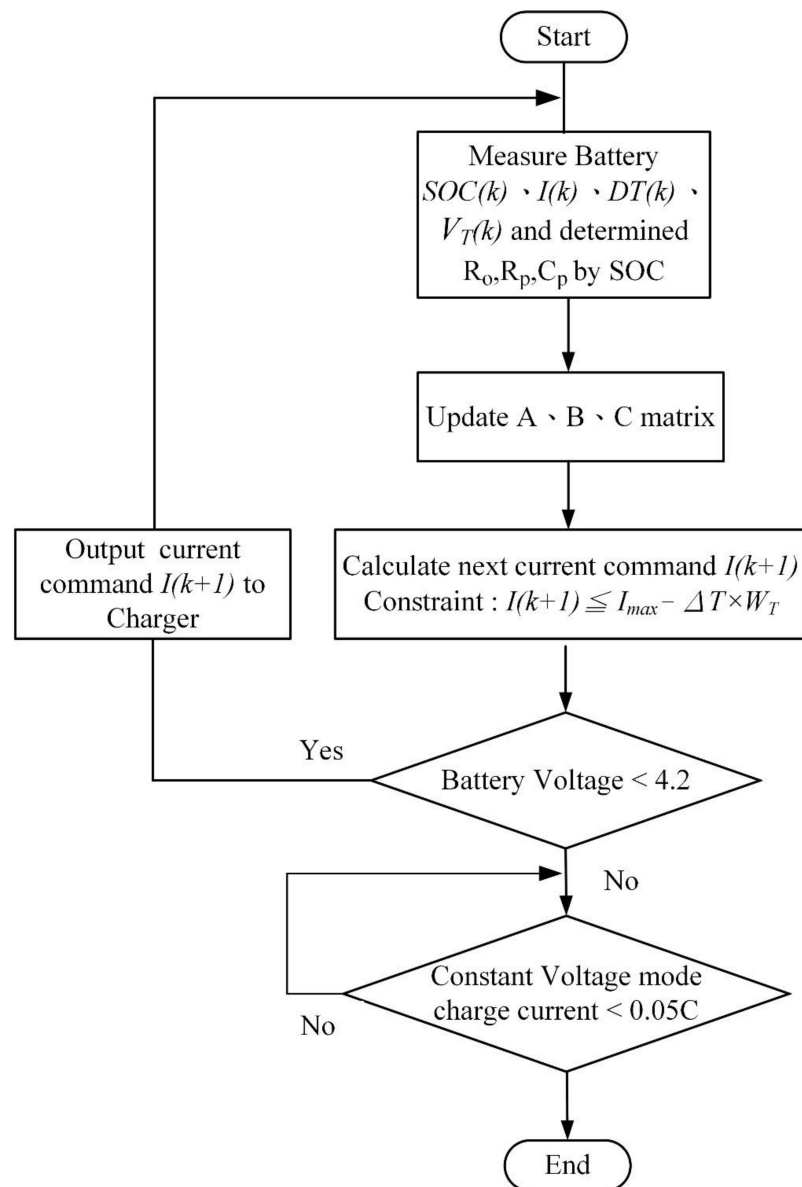 Start
Measure Battery
SOC(k)、I(k)、DT(k)、
V_T(k) and determined
R_o,R_p,C_p by SOC
Update A、B、C matrix
Calculate next current command I(k+1)
Constraint : I(k+1) ≦ I_max − ΔT×W_T
Output current
command I(k+1) to
Charger
Yes
Battery Voltage < 4.2
No
Constant Voltage mode
charge current < 0.05C
No
End